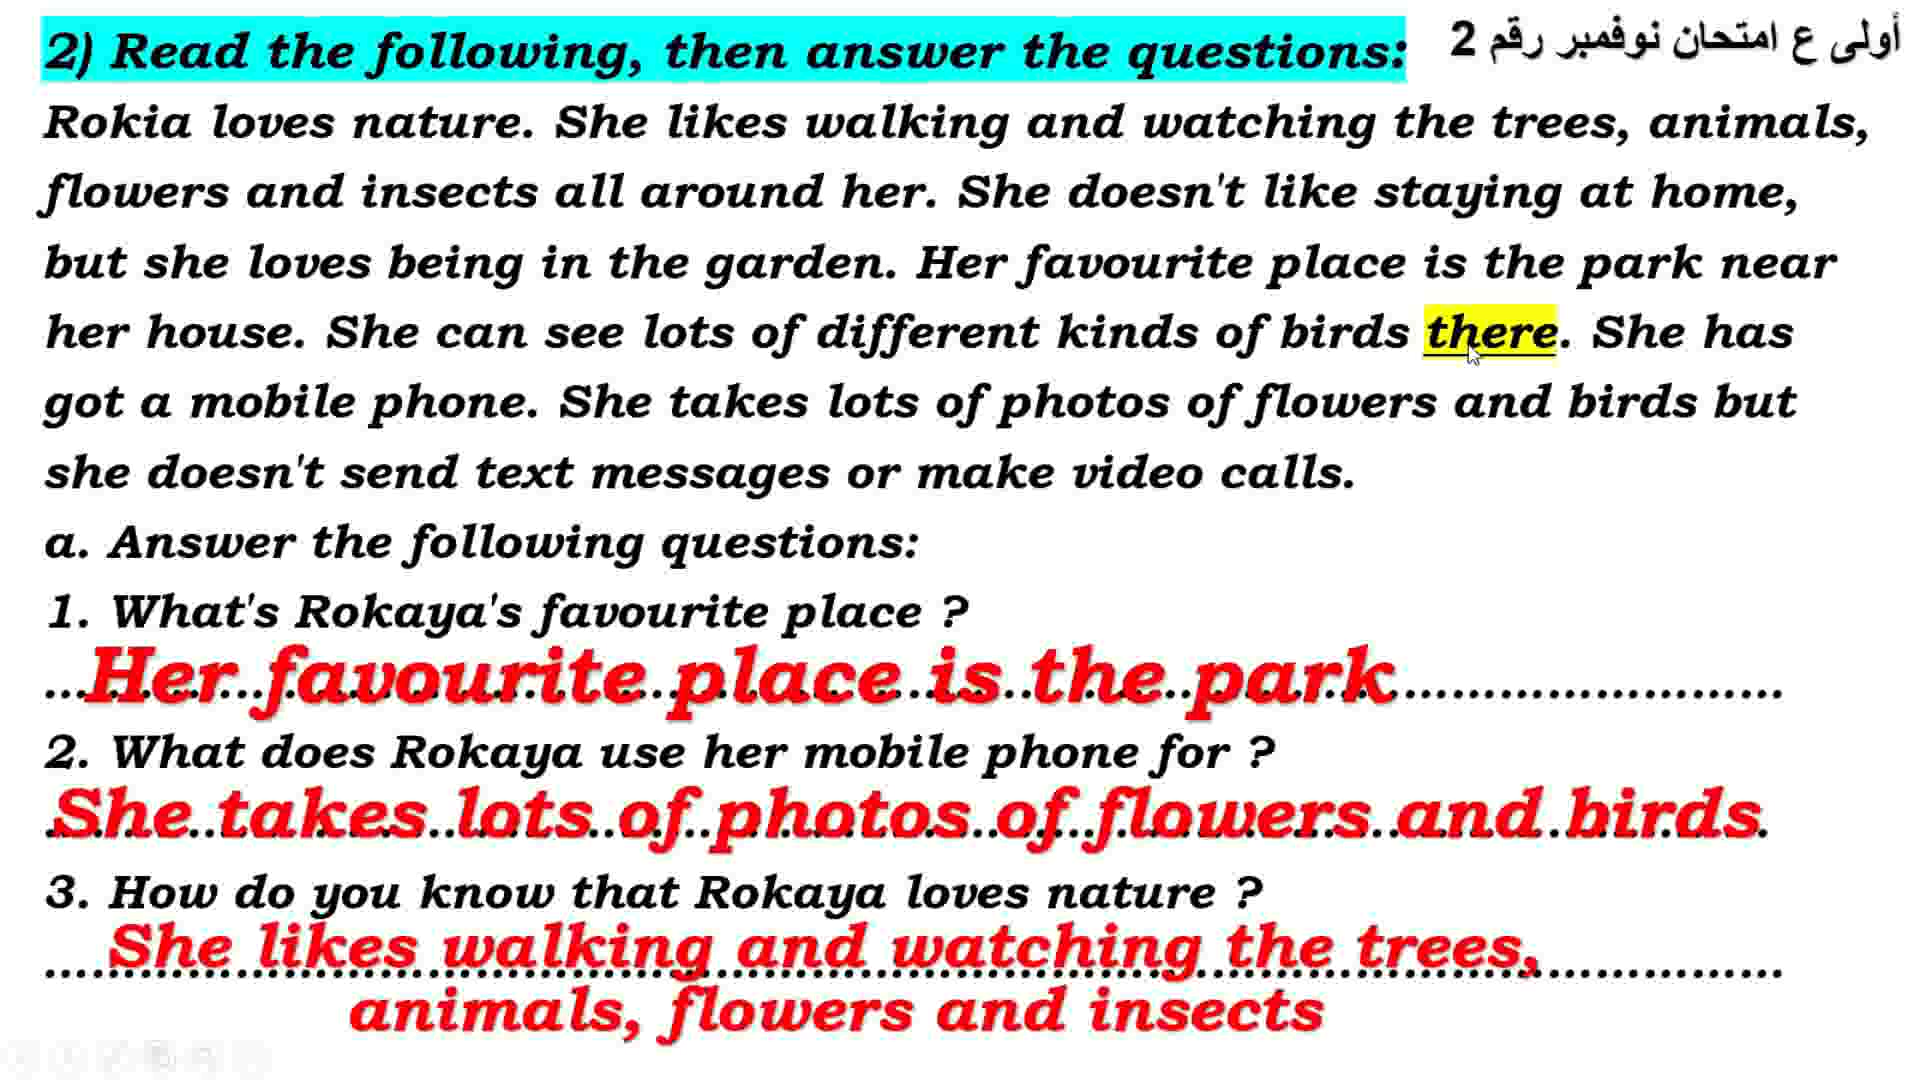 2) Read the following, then answer the questions:
أولى ع امتحان نوفمبر رقم 2
Rokia loves nature. She likes walking and watching the trees, animals,
flowers and insects all around her. She doesn't like staying at home,
but she loves being in the garden. Her favourite place is the park near
her house. She can see lots of different kinds of birds there. She has
got a mobile phone. She takes lots of photos of flowers and birds but
she doesn't send text messages or make video calls.
a. Answer the following questions:
1. What's Rokaya's favourite place ?
Her favourite place is the park
2. What does Rokaya use her mobile phone for ?
She takes lots of photos of flowers and birds
3. How do you know that Rokaya loves nature ?
She likes walking and watching the trees,
animals, flowers and insects